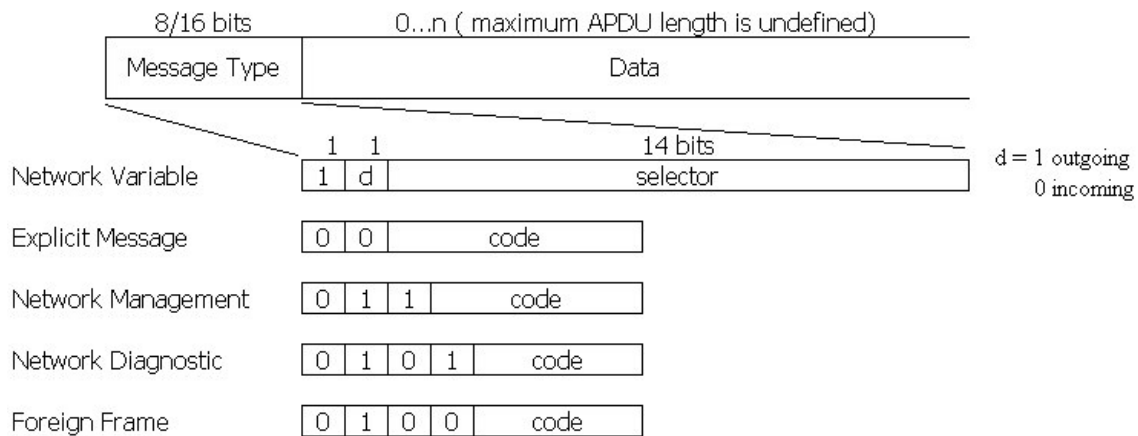 8/16 bits 0...n ( maximum APDU length is undefined)
Message Type Data
1 1 14 bits
d = 1 outgoing
0 incoming
Network Variable 1 d selector
Explicit Message 0 0 code
Network Management 0 1 1 code
Network Diagnostic 0 1 0 1 code
Foreign Frame 0 1 0 0 code